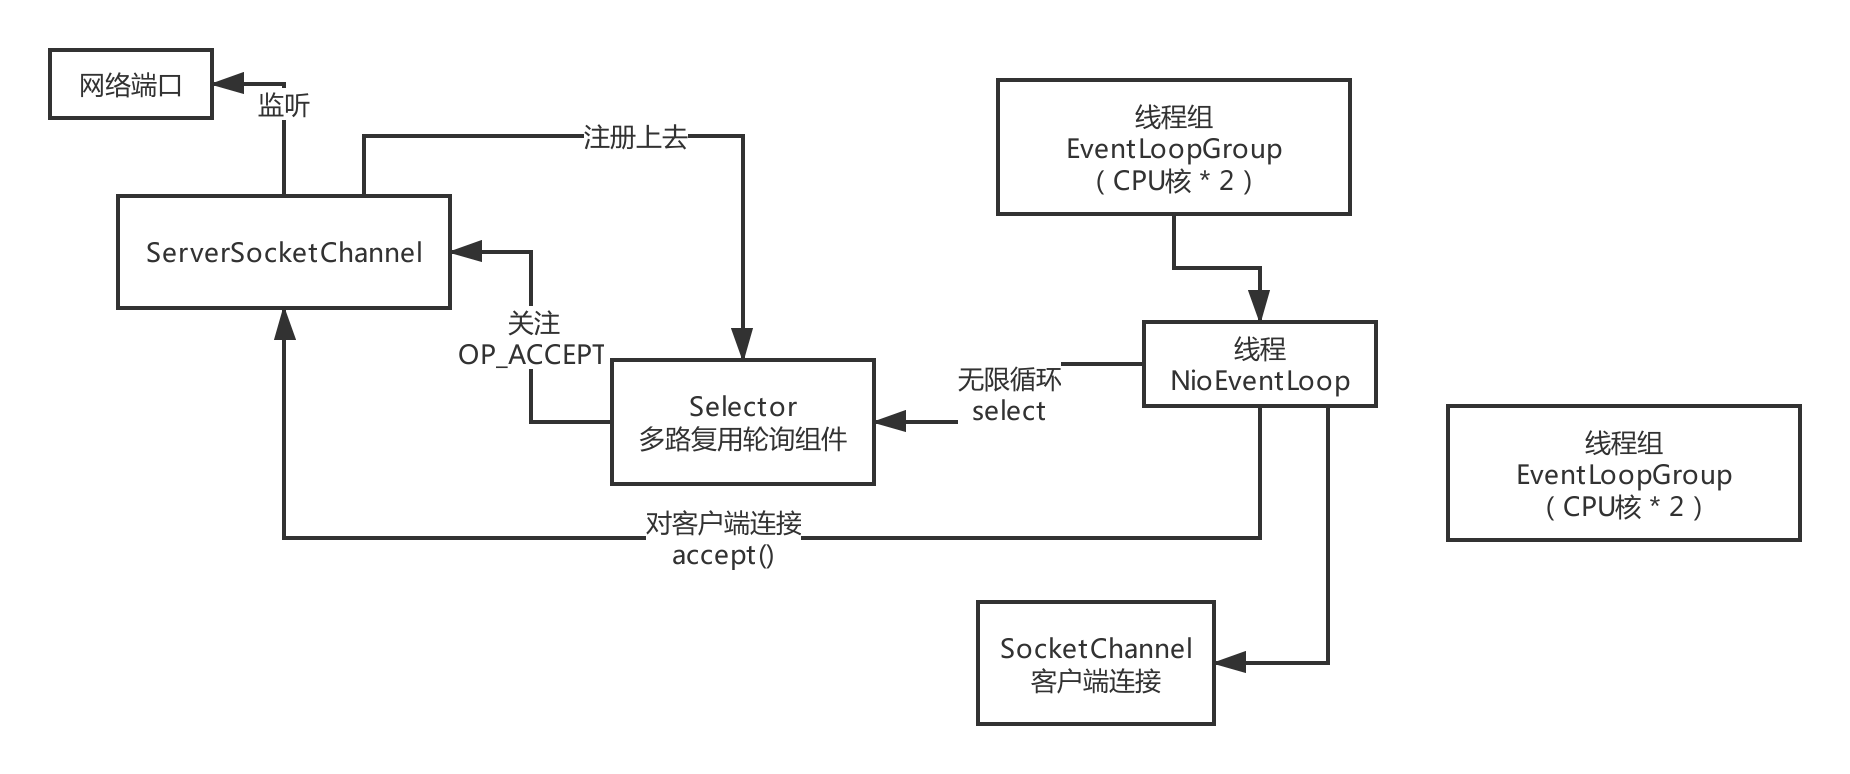 网络端口
监听
注册上去
线程组
EventLoopGroup
（ CPU核 * 2 ）
ServerSocketChannel
关注
OP_ACCEPT
Selector
多路复用轮询组件
无限循环
select
线程
NioEventLoop
线程组
EventLoopGroup
（ CPU核 * 2 ）
对客户端连接
accept()
SocketChannel
客户端连接